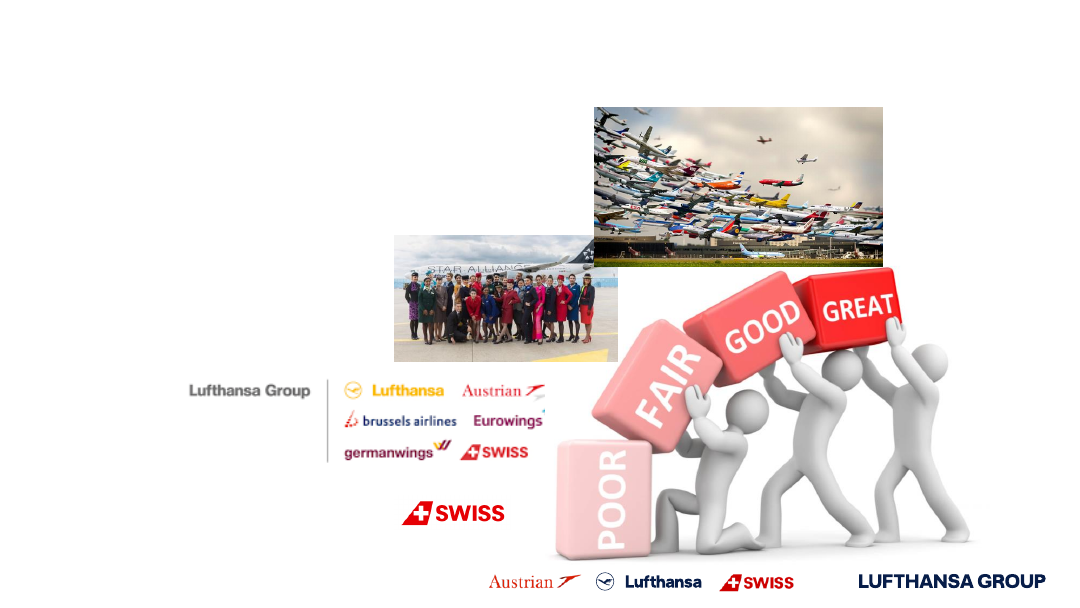 STAR ALLIANCE
GREAT
GOOD
FAIR
POOR
Lufthansa Group
Lufthansa
Austrian
brussels airlines
Eurowings
germanwings
SWISS
SWISS
Austrian
Lufthansa
SWISS
LUFTHANSA GROUP